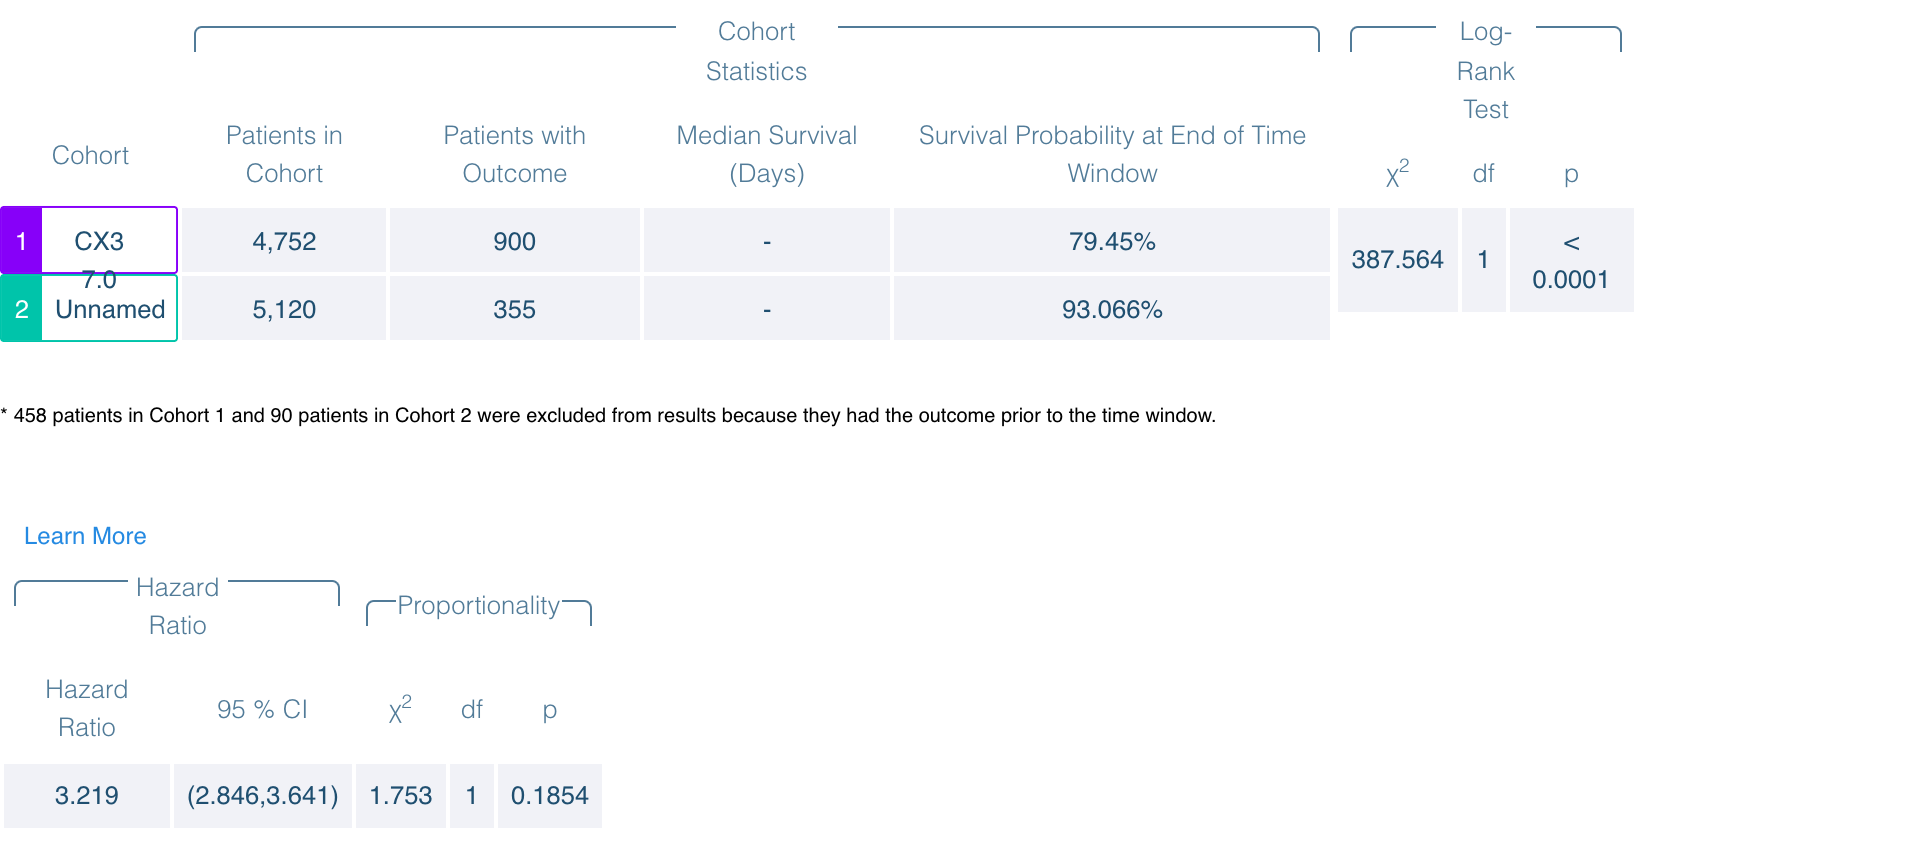 Cohort
Statistics
Log-
Rank
Test
Cohort
Patients in
Cohort
Patients with
Outcome
Median Survival
(Days)
Survival Probability at End of Time
Window
χ2
df
p
1 CX3 4,752 900 - 79.45% 387.564 1 <
7.0 0.0001
2 Unnamed 5,120 355 - 93.066%
* 458 patients in Cohort 1 and 90 patients in Cohort 2 were excluded from results because they had the outcome prior to the time window.
Learn More
Hazard
Ratio
Proportionality
Hazard
Ratio
95 % CI
χ2
df
p
3.219 (2.846,3.641) 1.753 1 0.1854